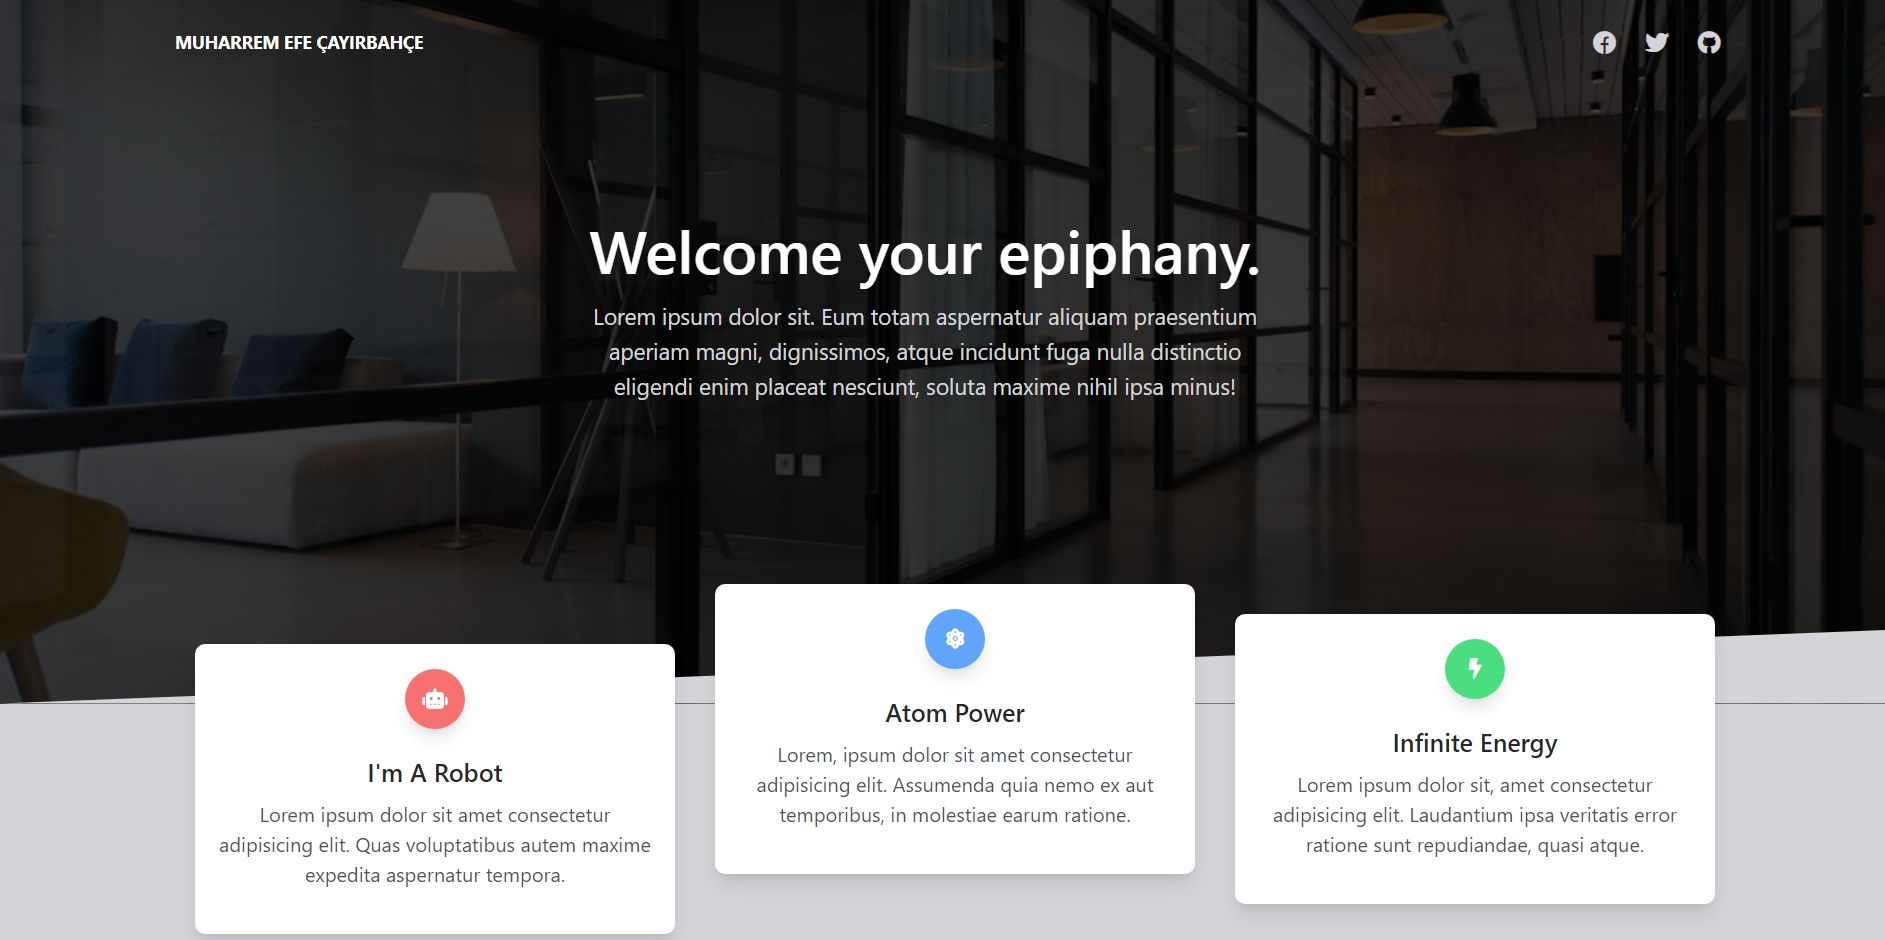 MUHARREM EFE ÇAYIRBAHÇE
Welcome your epiphany.
Lorem ipsum dolor sit. Eum totam aspernatur aliquam praesentium
aperiam magni, dignissimos, atque incidunt fuga nulla distinctio
eligendi enim placeat nesciunt, soluta maxime nihil ipsa minus!
I'm A Robot
Lorem ipsum dolor sit amet consectetur
adipisicing elit. Quas voluptatibus autem maxime
expedita aspernatur tempora.
Atom Power
Lorem, ipsum dolor sit amet consectetur
adipisicing elit. Assumenda quia nemo ex aut
temporibus, in molestiae earum ratione.
Infinite Energy
Lorem ipsum dolor sit, amet consectetur
adipisicing elit. Laudantium ipsa veritatis error
ratione sunt repudiandae, quasi atque.